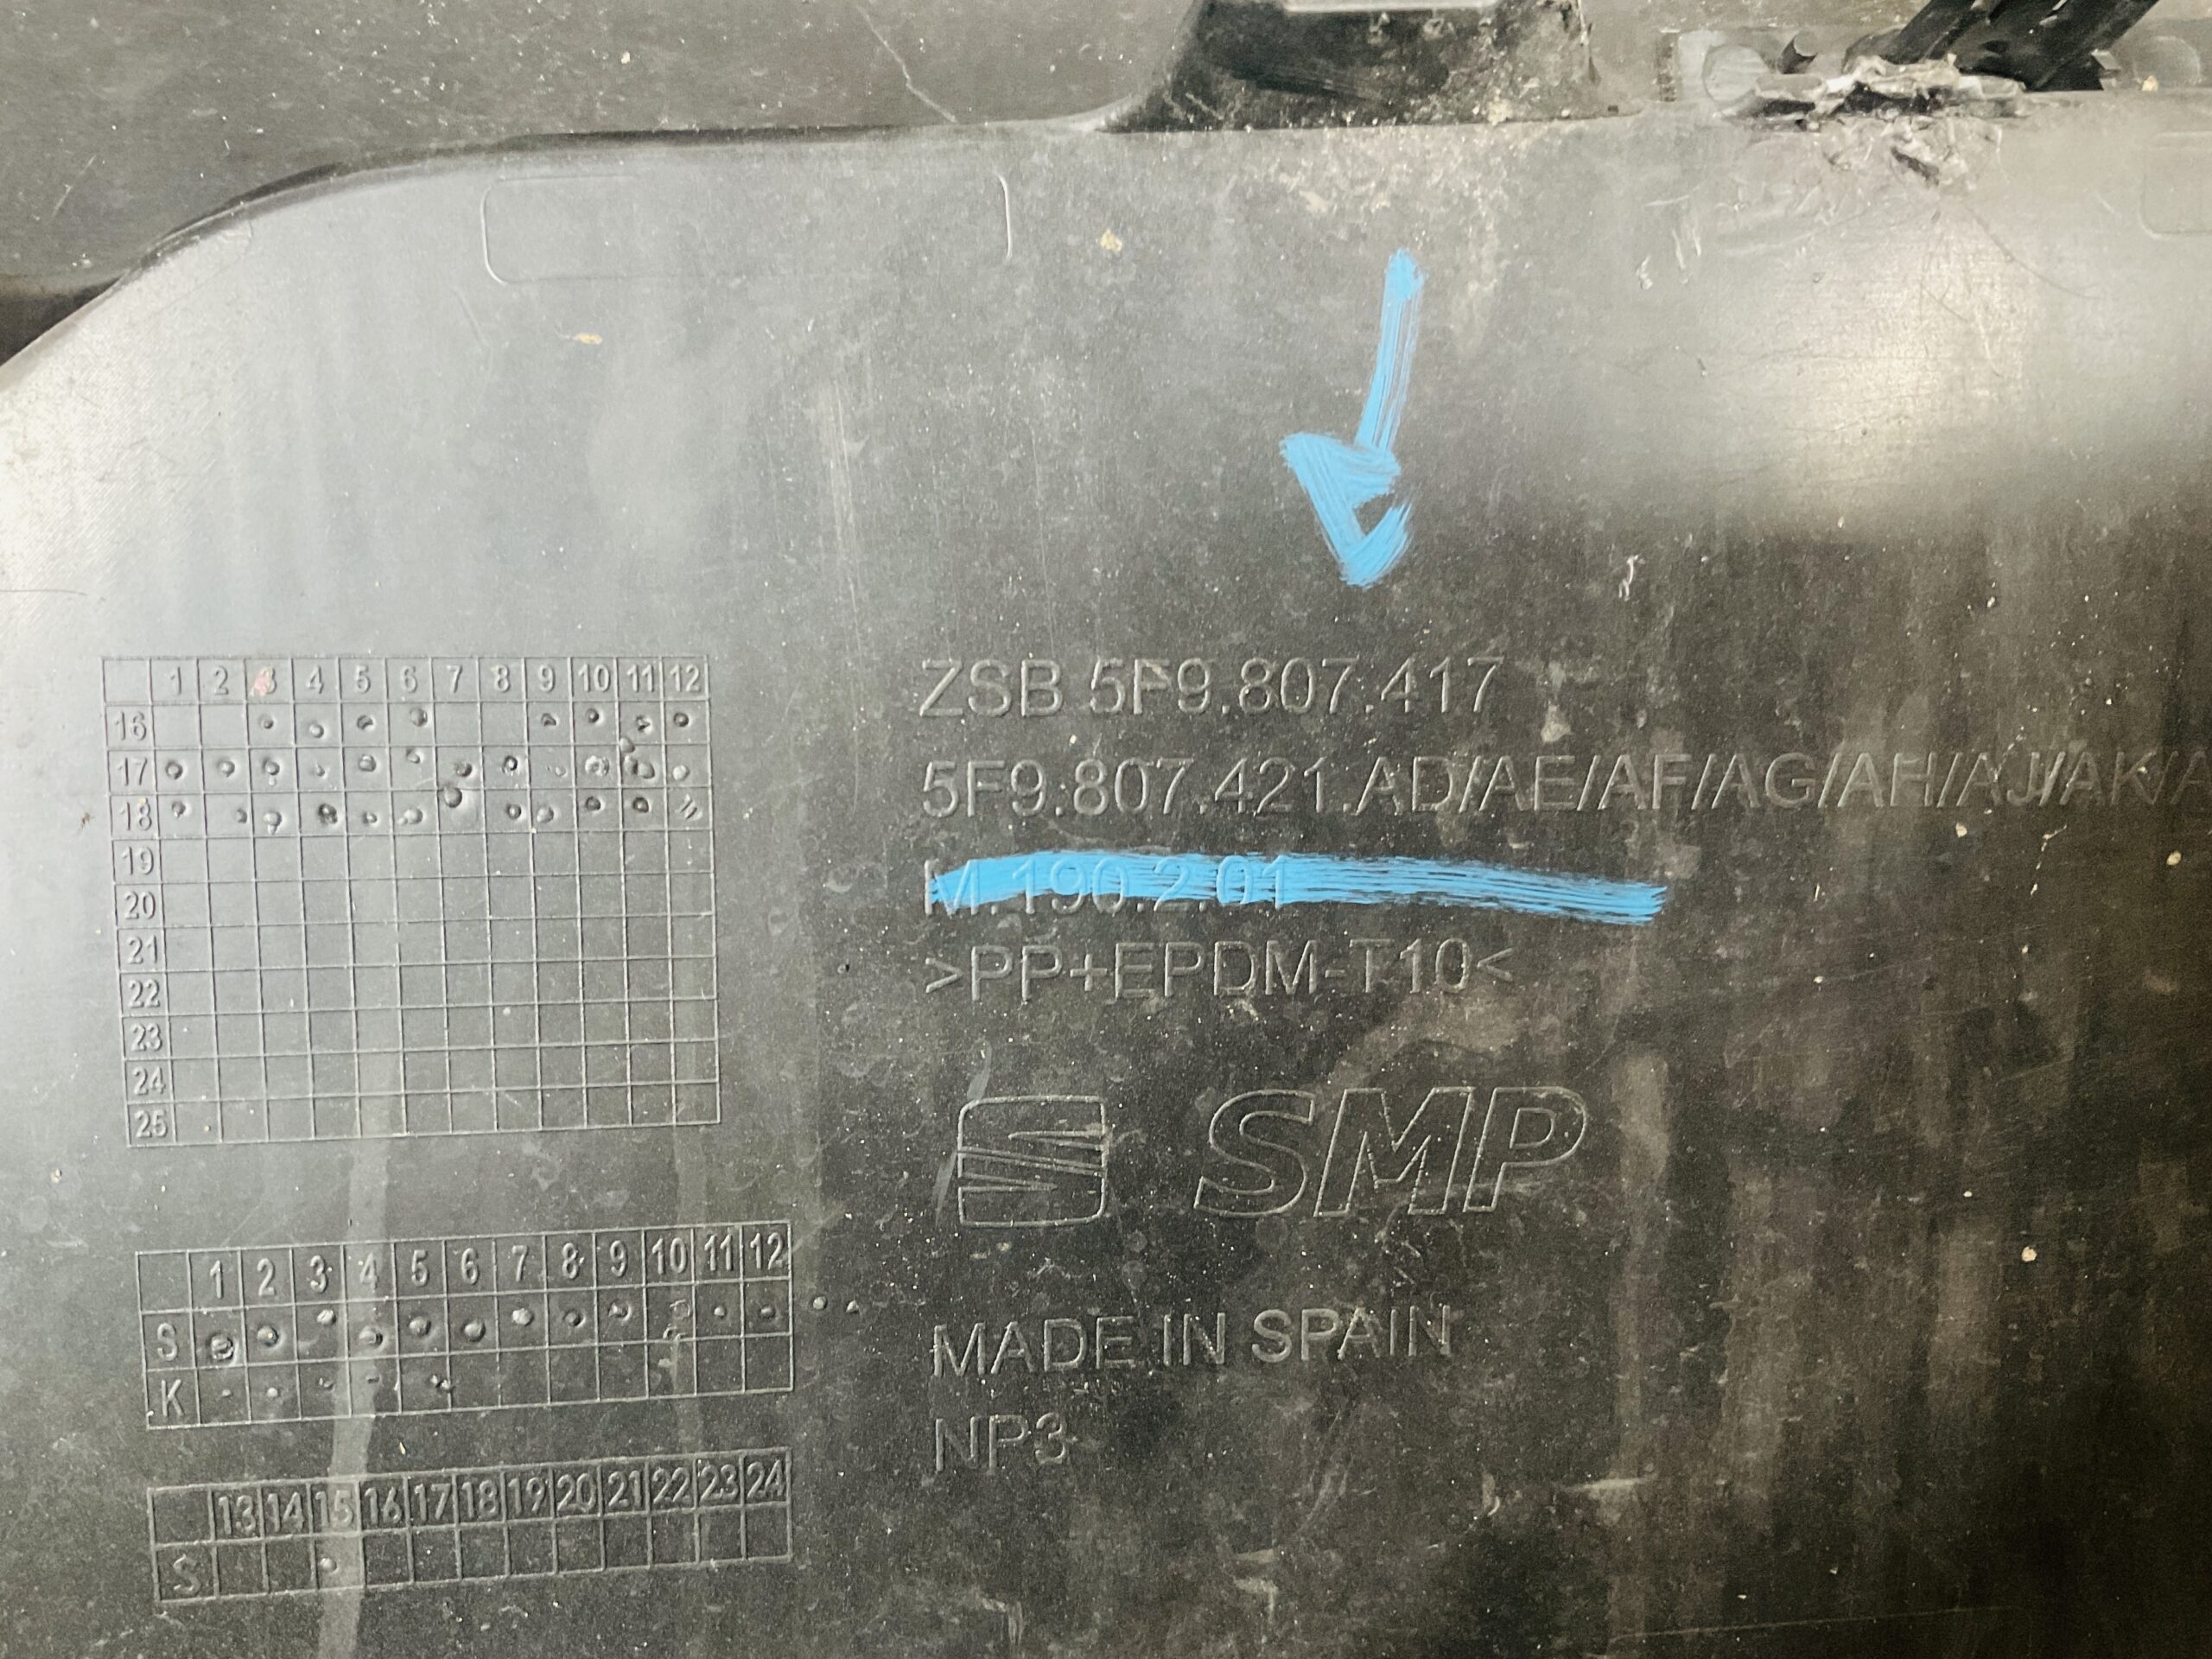 1 2 3 4 5 6 7 8 9 10 11 12
16
17
18
19
20
21
22
23
24
25
ZSB 5F9.807.417
5F9.807.421.AD/AE/AF/AG/AH/AJ/AK/A
M.190.2.01
>PP+EPDM-T10<
SMP
MADE IN SPAIN
NP3
1 2 3 4 5 6 7 8 9 10 11 12
S
K
13 14 15 16 17 18 19 20 21 22 23 24
S